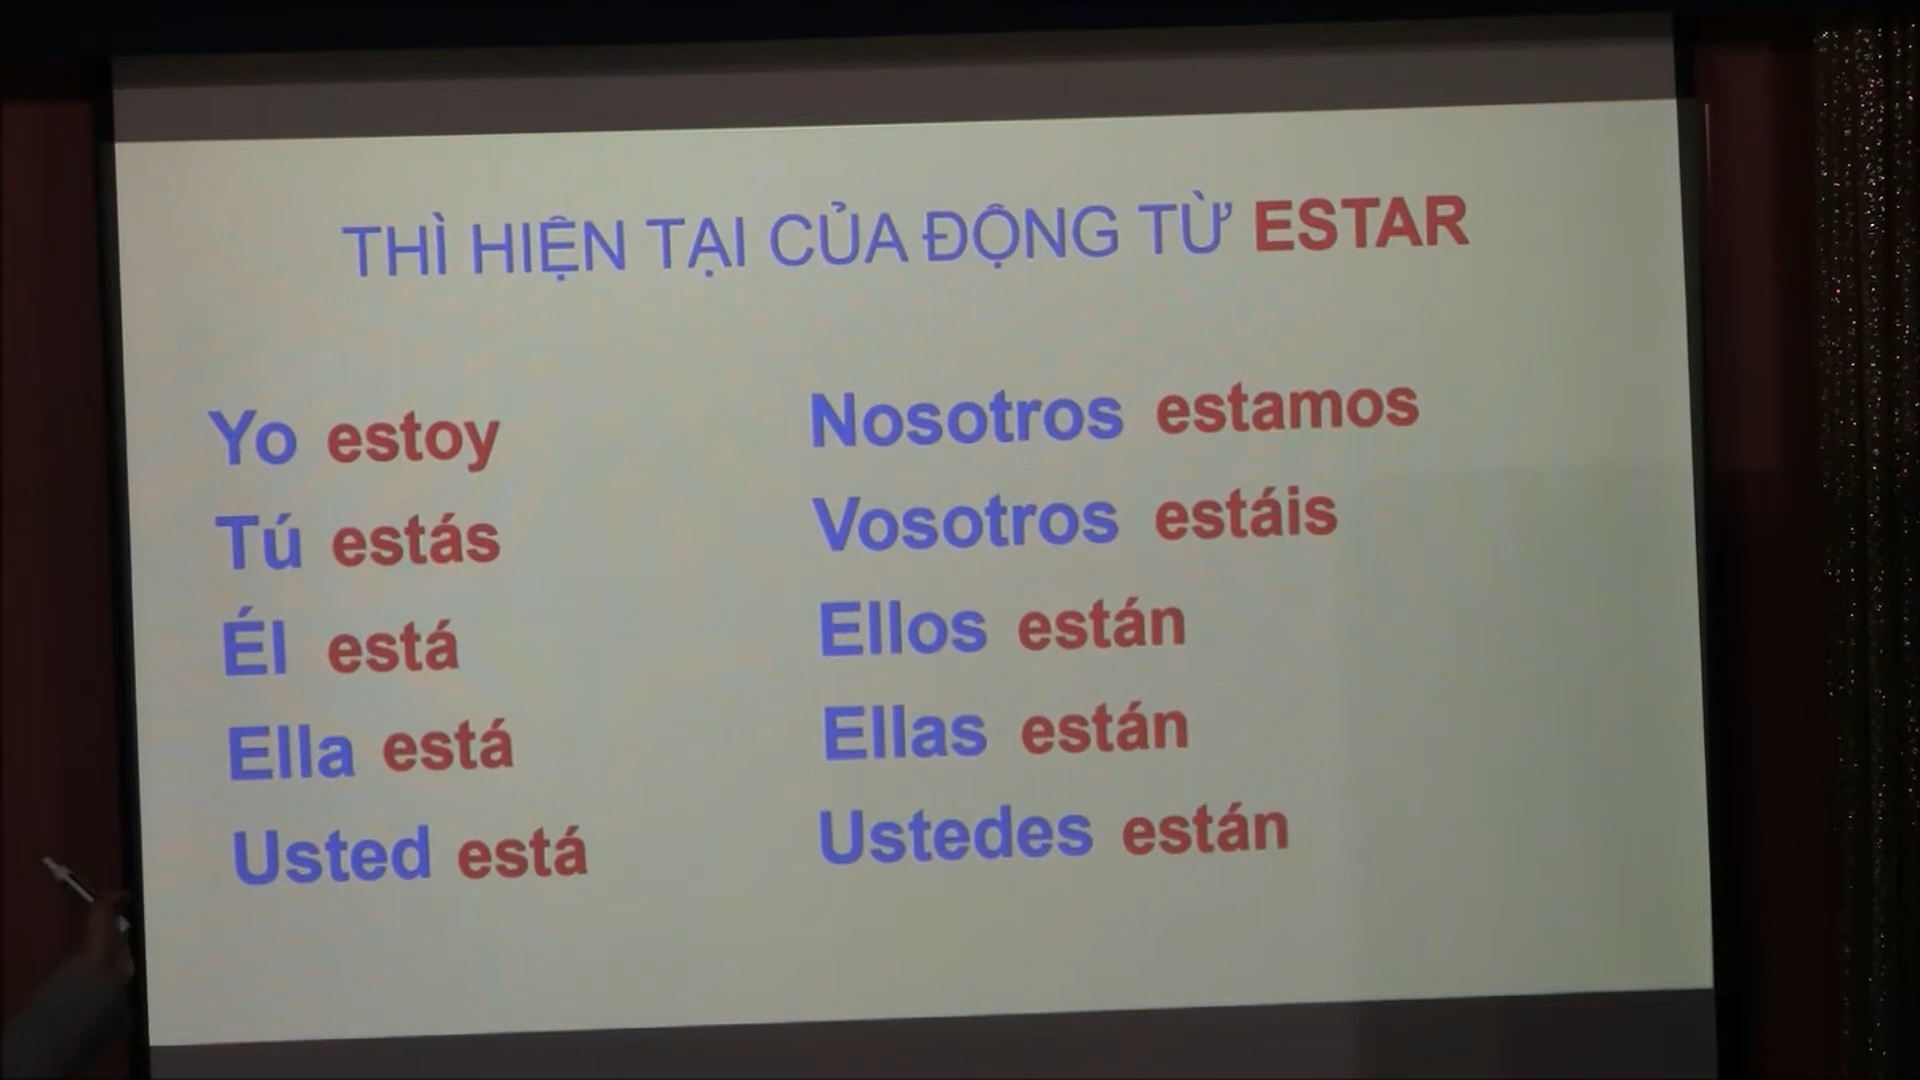 THÌ HIỆN TẠI CỦA ĐỘNG TỪ ESTAR
Yo estoy
Tú estás
Él está
Ella está
Usted está
Nosotros estamos
Vosotros estáis
Ellos están
Ellas están
Ustedes están